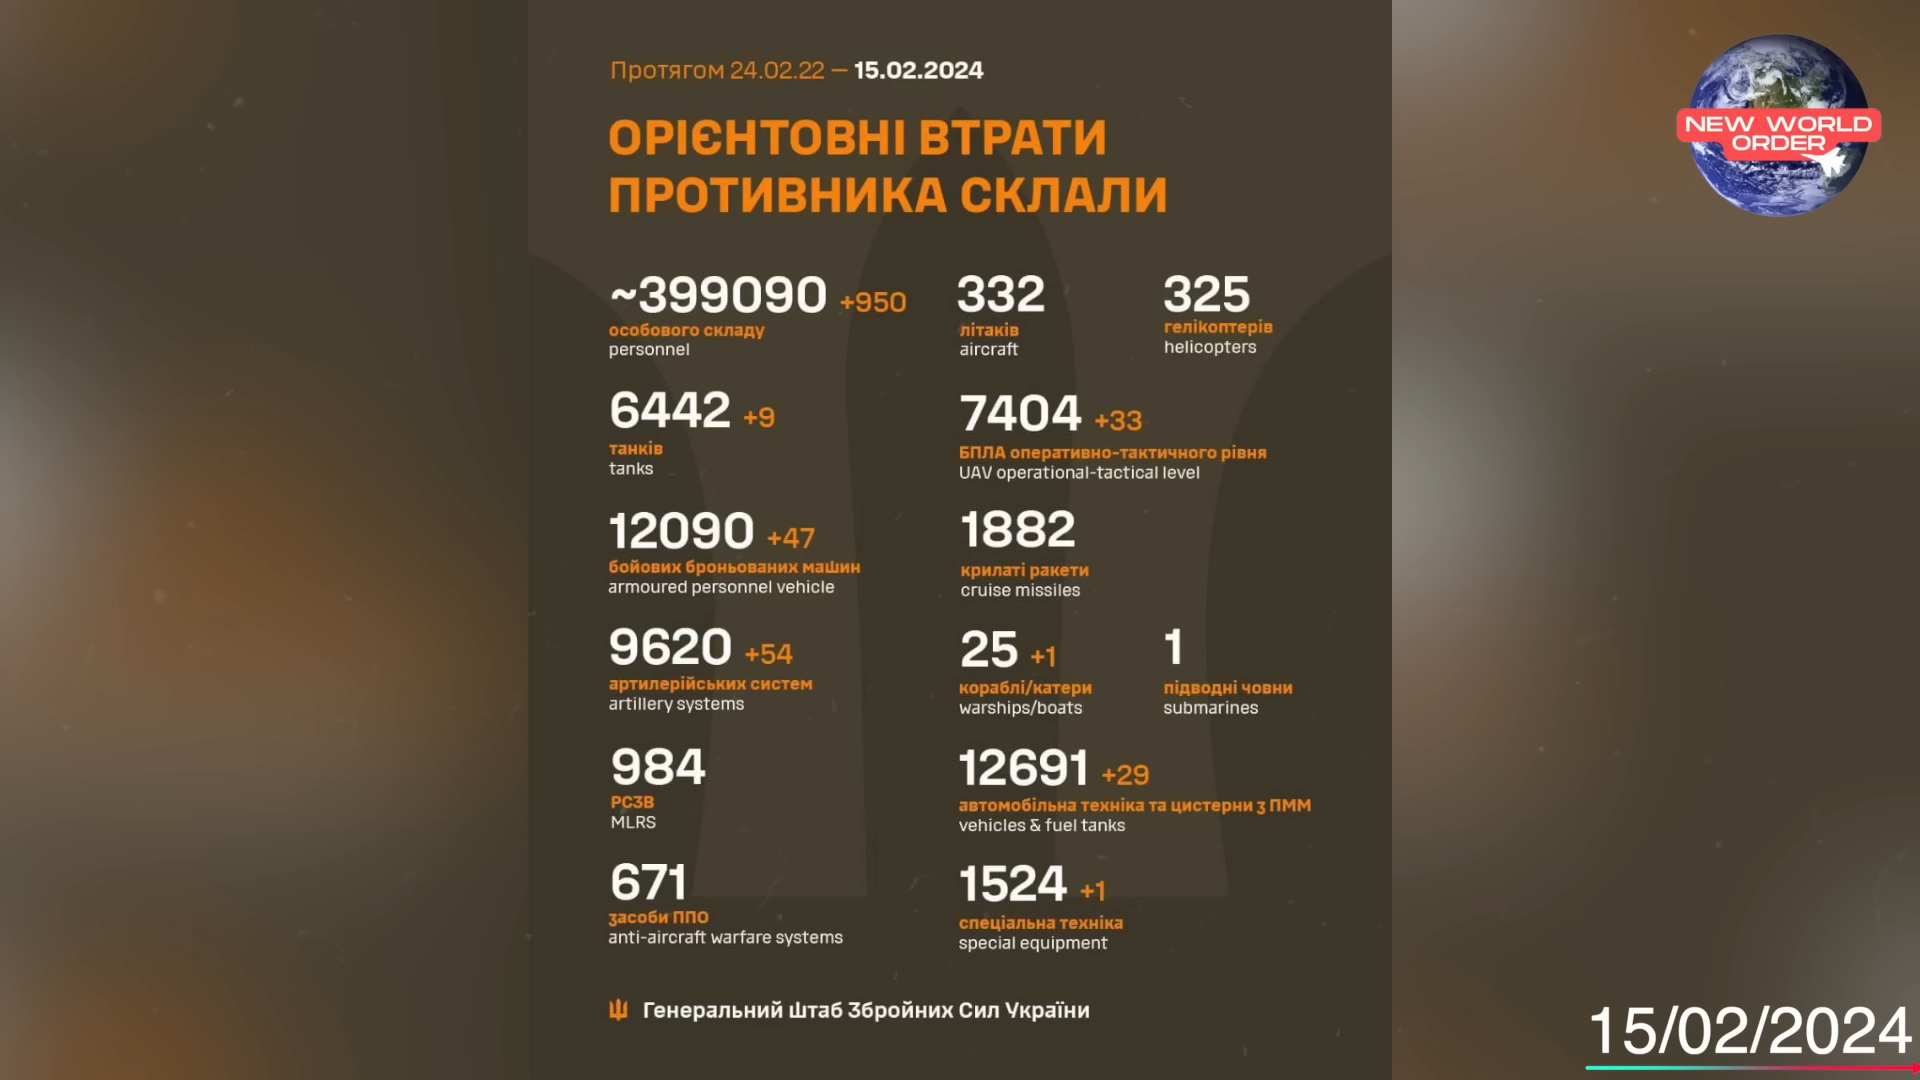 Протягом 24.02.22 — 15.02.2024
ОРІЄНТОВНІ ВТРАТИ
ПРОТИВНИКА СКЛАЛИ
NEW WORLD
ORDER
~399090 +950
особового складу
personnel
332
літаків
aircraft
325
гелікоптерів
helicopters
6442 +9
танків
tanks
7404 +33
БПЛА оперативно-тактичного рівня
UAV operational-tactical level
12090 +47
бойових броньованих машин
armoured personnel vehicle
1882
крилаті ракети
cruise missiles
9620 +54
артилерійських систем
artillery systems
25 +1
кораблі/катери
warships/boats
1
підводні човни
submarines
984
РСЗВ
MLRS
12691 +29
автомобільна техніка та цистерни з ПММ
vehicles & fuel tanks
671
засоби ППО
anti-aircraft warfare systems
1524 +1
спеціальна техніка
special equipment
Генеральний штаб Збройних Сил України
15/02/2024